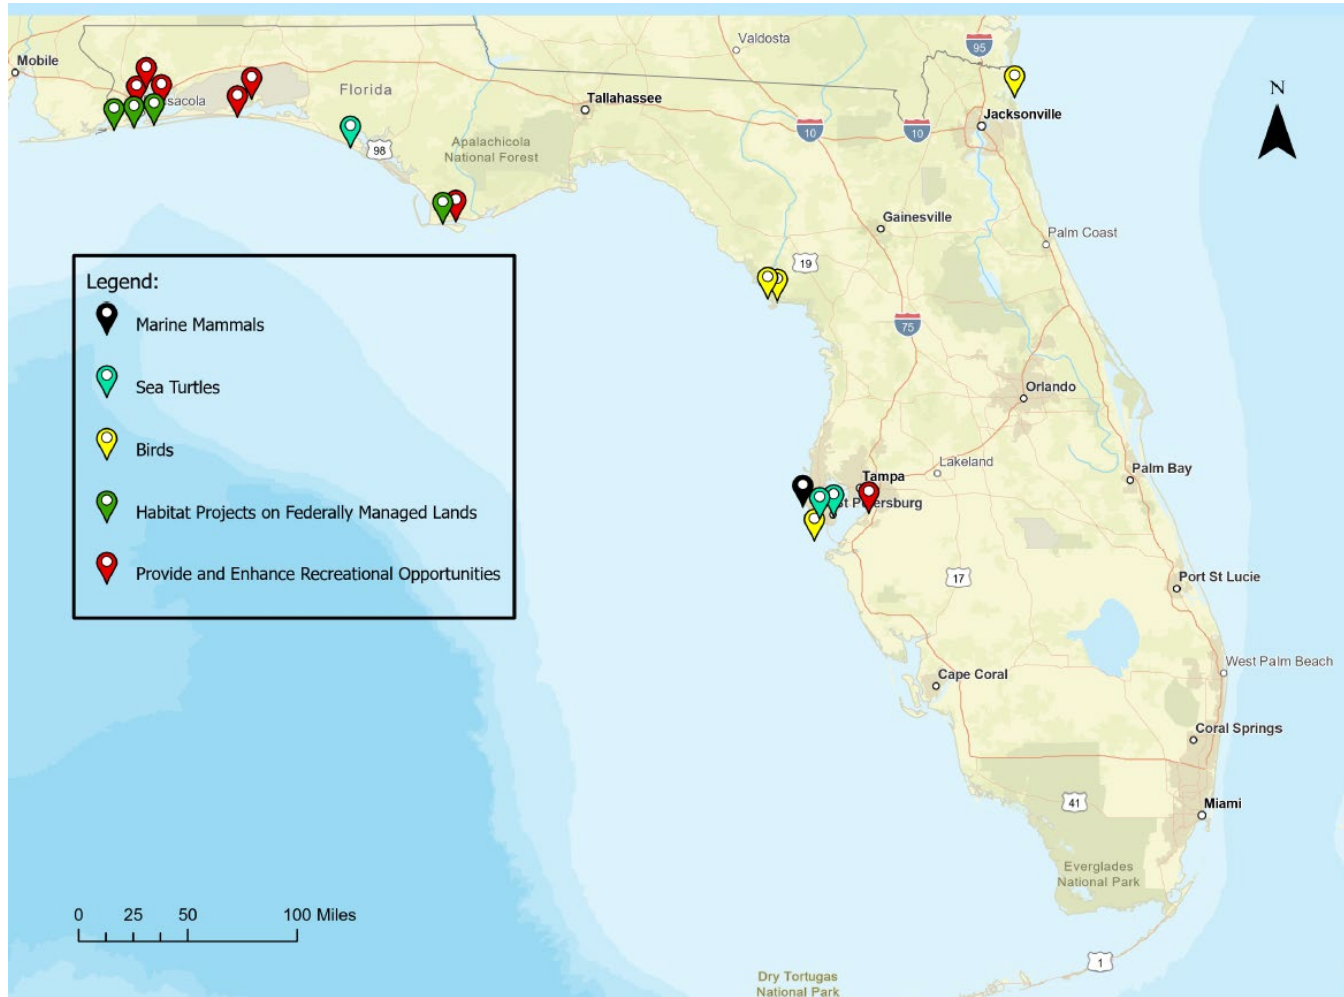 Valdosta
95
Mobile
N
Florida
sacola
Tallahassee
Jacksonville
10
10
98
Apalachicola
National Forest
Gainesville
Palm Coast
19
Legend:
Marine Mammals
75
Sea Turtles
Orlando
Birds
Lakeland
Palm Bay
Tampa
St Petersburg
Habitat Projects on Federally Managed Lands
Provide and Enhance Recreational Opportunities
17
Port St Lucie
West Palm Beach
Cape Coral
Coral Springs
41
Miami
Everglades
National Park
0 25 50 100 Miles
1
Dry Tortugas
National Park